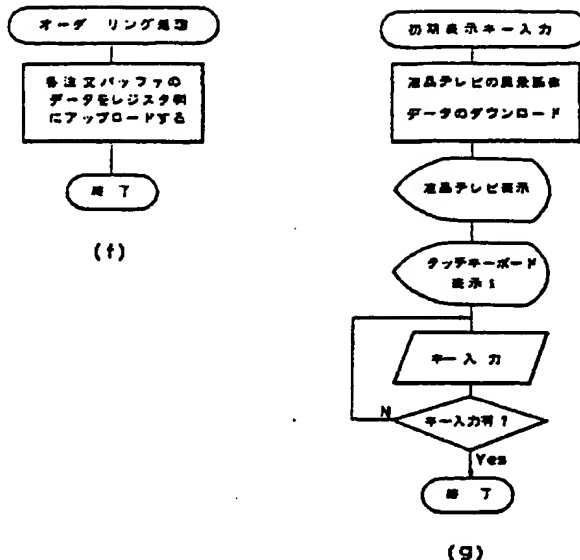 オーダ リング処理
各注文バッファの
データをレジスタ側
にアップロードする
終 了
(f)
初期表示キー入力
液晶テレビの風景画像
データのダウンロード
液晶テレビ表示
タッチキーボード
表示1
キー入力
キー入力有?
N
Yes
終 了
(g)